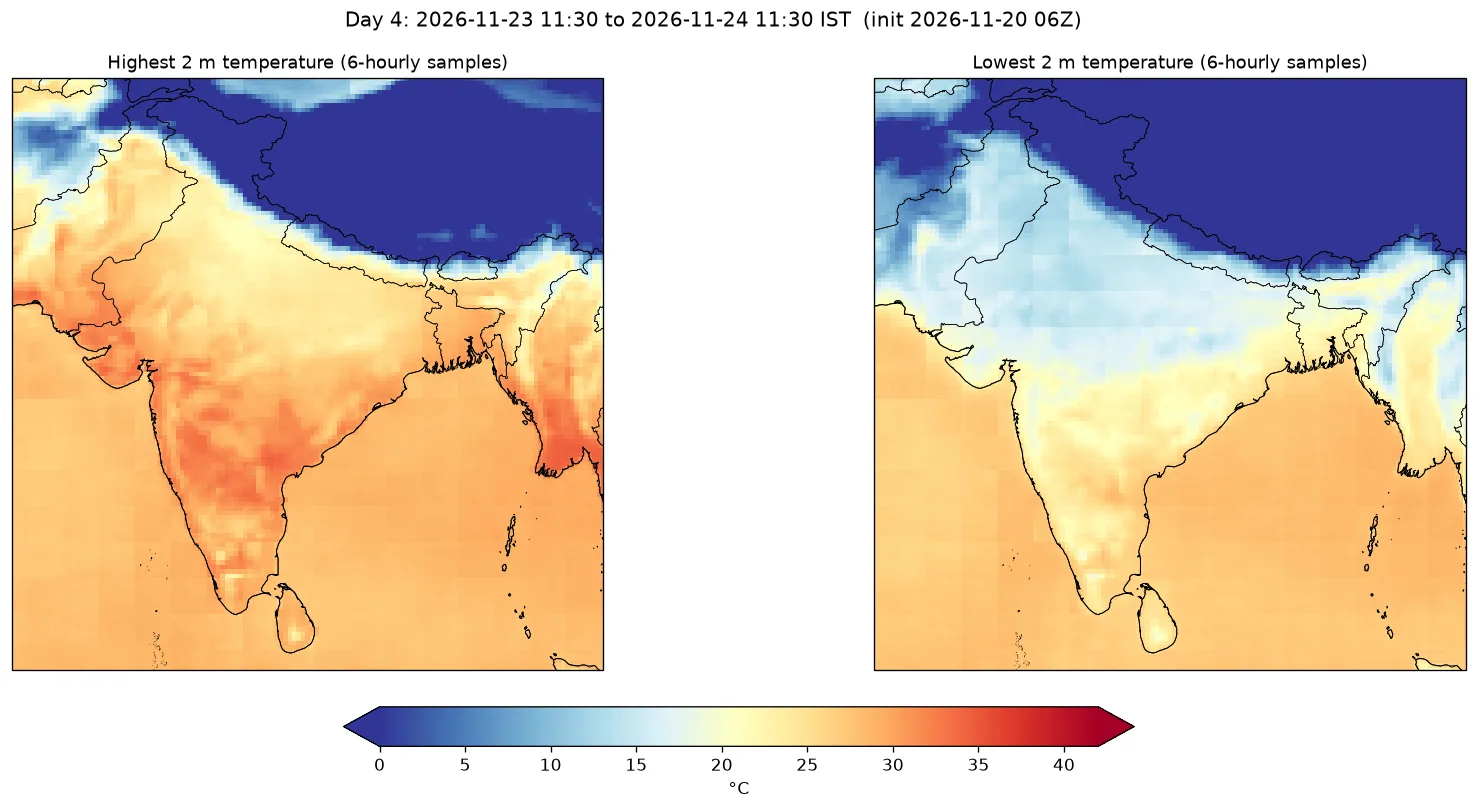 Day 4: 2026-11-23 11:30 to 2026-11-24 11:30 IST  (init 2026-11-20 06Z)
Highest 2 m temperature (6-hourly samples)
Lowest 2 m temperature (6-hourly samples)
0 5 10 15 20 25 30 35 40
°C